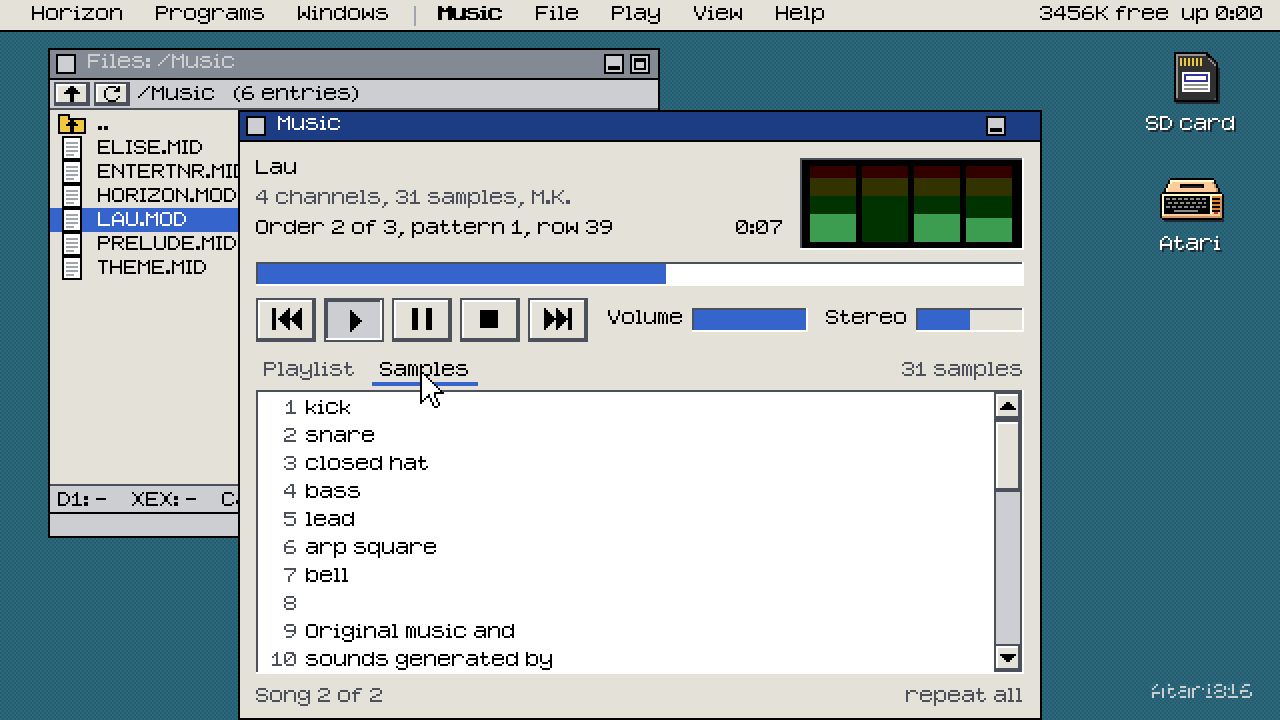 Horizon Programs Windows | Music File Play View Help 3456K free up 0:00
Files: /Music
/Music (6 entries)
..
ELISE.MID
ENTERTNR.MID
HORIZON.MOD
LAU.MOD
PRELUDE.MID
THEME.MID
D1: - XEX: -
Music
Lau
4 channels, 31 samples, M.K.
Order 2 of 3, pattern 1, row 39 0:07
Volume Stereo
Playlist Samples 31 samples
1 kick
2 snare
3 closed hat
4 bass
5 lead
6 arp square
7 bell
8
9 Original music and
10 sounds generated by
Song 2 of 2 repeat all
SD card
Atari
Atari816